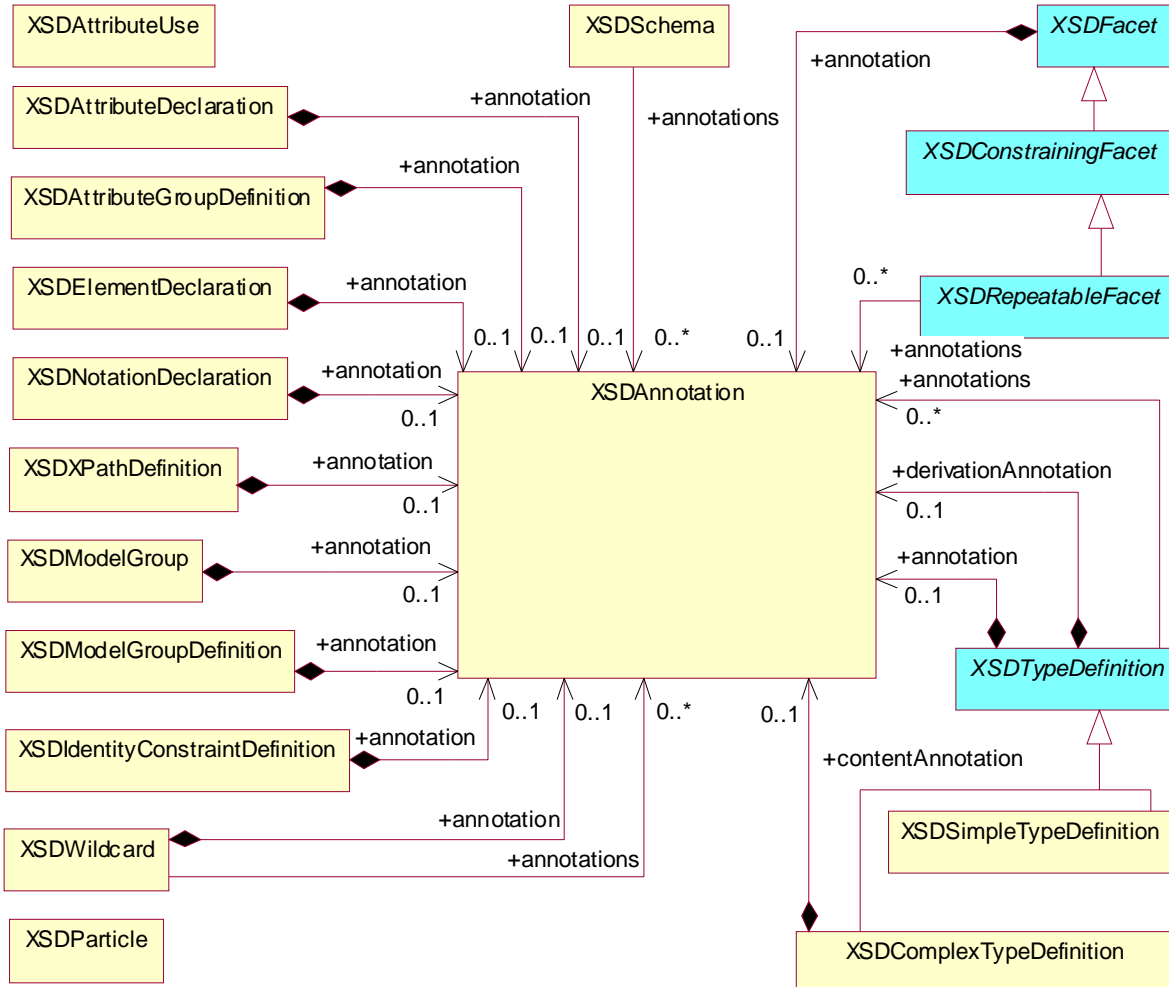 XSDAttributeUse
XSDSchema
XSDFacet
+annotation
XSDAttributeDeclaration
+annotation
+annotations
XSDConstrainingFacet
XSDAttributeGroupDefinition
+annotation
XSDElementDeclaration
+annotation
0..*
XSDRepeatableFacet
0..1
0..1
0..1
0..*
0..1
+annotations
XSDNotationDeclaration
+annotation
0..1
XSDAnnotation
+annotations
0..*
XSDXPathDefinition
+annotation
0..1
+derivationAnnotation
0..1
XSDModelGroup
+annotation
0..1
+annotation
0..1
XSDModelGroupDefinition
+annotation
0..1
XSDTypeDefinition
0..1
0..1
0..*
0..1
XSDIdentityConstraintDefinition
+annotation
+contentAnnotation
XSDWildcard
+annotation
+annotations
XSDSimpleTypeDefinition
XSDParticle
XSDComplexTypeDefinition